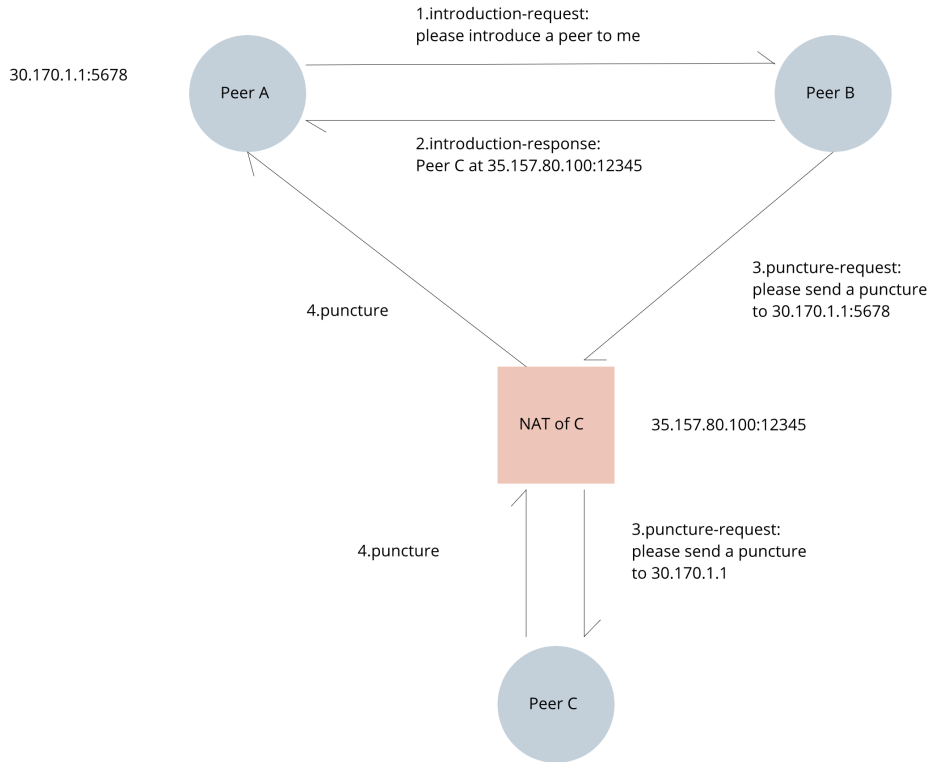 1.introduction-request:
please introduce a peer to me
30.170.1.1:5678
Peer A
Peer B
2.introduction-response:
Peer C at 35.157.80.100:12345
3.puncture-request:
please send a puncture
to 30.170.1.1:5678
4.puncture
NAT of C
35.157.80.100:12345
3.puncture-request:
please send a puncture
to 30.170.1.1
4.puncture
Peer C